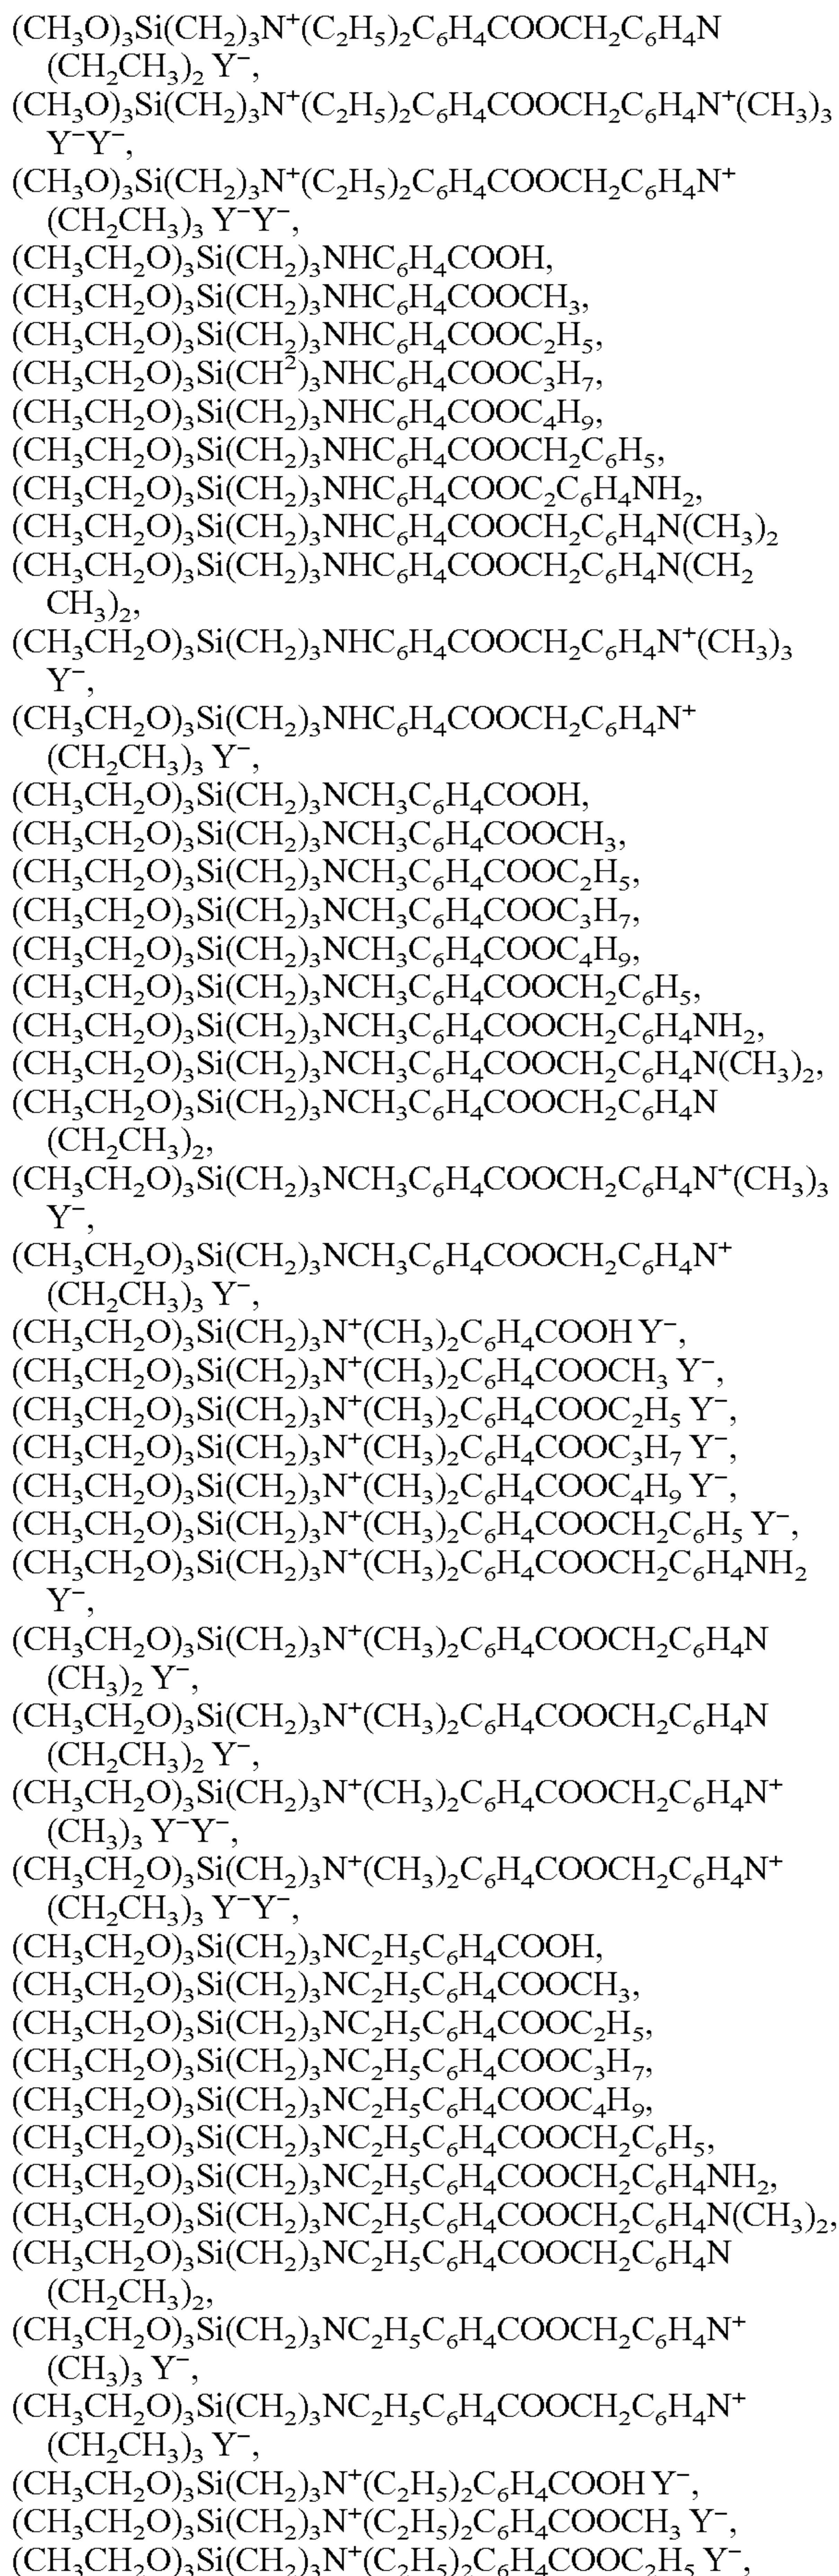 (CH₃O)₃Si(CH₂)₃N⁺(C₂H₅)₂C₆H₄COOCH₂C₆H₄N
(CH₂CH₃)₂ Y⁻,
(CH₃O)₃Si(CH₂)₃N⁺(C₂H₅)₂C₆H₄COOCH₂C₆H₄N⁺(CH₃)₃
Y⁻Y⁻,
(CH₃O)₃Si(CH₂)₃N⁺(C₂H₅)₂C₆H₄COOCH₂C₆H₄N⁺
(CH₂CH₃)₃ Y⁻Y⁻,
(CH₃CH₂O)₃Si(CH₂)₃NHC₆H₄COOH,
(CH₃CH₂O)₃Si(CH₂)₃NHC₆H₄COOCH₃,
(CH₃CH₂O)₃Si(CH₂)₃NHC₆H₄COOC₂H₅,
(CH₃CH₂O)₃Si(CH²)₃NHC₆H₄COOC₃H₇,
(CH₃CH₂O)₃Si(CH₂)₃NHC₆H₄COOC₄H₉,
(CH₃CH₂O)₃Si(CH₂)₃NHC₆H₄COOCH₂C₆H₅,
(CH₃CH₂O)₃Si(CH₂)₃NHC₆H₄COOC₂C₆H₄NH₂,
(CH₃CH₂O)₃Si(CH₂)₃NHC₆H₄COOCH₂C₆H₄N(CH₃)₂
(CH₃CH₂O)₃Si(CH₂)₃NHC₆H₄COOCH₂C₆H₄N(CH₂
CH₃)₂,
(CH₃CH₂O)₃Si(CH₂)₃NHC₆H₄COOCH₂C₆H₄N⁺(CH₃)₃
Y⁻,
(CH₃CH₂O)₃Si(CH₂)₃NHC₆H₄COOCH₂C₆H₄N⁺
(CH₂CH₃)₃ Y⁻,
(CH₃CH₂O)₃Si(CH₂)₃NCH₃C₆H₄COOH,
(CH₃CH₂O)₃Si(CH₂)₃NCH₃C₆H₄COOCH₃,
(CH₃CH₂O)₃Si(CH₂)₃NCH₃C₆H₄COOC₂H₅,
(CH₃CH₂O)₃Si(CH₂)₃NCH₃C₆H₄COOC₃H₇,
(CH₃CH₂O)₃Si(CH₂)₃NCH₃C₆H₄COOC₄H₉,
(CH₃CH₂O)₃Si(CH₂)₃NCH₃C₆H₄COOCH₂C₆H₅,
(CH₃CH₂O)₃Si(CH₂)₃NCH₃C₆H₄COOCH₂C₆H₄NH₂,
(CH₃CH₂O)₃Si(CH₂)₃NCH₃C₆H₄COOCH₂C₆H₄N(CH₃)₂,
(CH₃CH₂O)₃Si(CH₂)₃NCH₃C₆H₄COOCH₂C₆H₄N
(CH₂CH₃)₂,
(CH₃CH₂O)₃Si(CH₂)₃NCH₃C₆H₄COOCH₂C₆H₄N⁺(CH₃)₃
Y⁻,
(CH₃CH₂O)₃Si(CH₂)₃NCH₃C₆H₄COOCH₂C₆H₄N⁺
(CH₂CH₃)₃ Y⁻,
(CH₃CH₂O)₃Si(CH₂)₃N⁺(CH₃)₂C₆H₄COOH Y⁻,
(CH₃CH₂O)₃Si(CH₂)₃N⁺(CH₃)₂C₆H₄COOCH₃ Y⁻,
(CH₃CH₂O)₃Si(CH₂)₃N⁺(CH₃)₂C₆H₄COOC₂H₅ Y⁻,
(CH₃CH₂O)₃Si(CH₂)₃N⁺(CH₃)₂C₆H₄COOC₃H₇ Y⁻,
(CH₃CH₂O)₃Si(CH₂)₃N⁺(CH₃)₂C₆H₄COOC₄H₉ Y⁻,
(CH₃CH₂O)₃Si(CH₂)₃N⁺(CH₃)₂C₆H₄COOCH₂C₆H₅ Y⁻,
(CH₃CH₂O)₃Si(CH₂)₃N⁺(CH₃)₂C₆H₄COOCH₂C₆H₄NH₂
Y⁻,
(CH₃CH₂O)₃Si(CH₂)₃N⁺(CH₃)₂C₆H₄COOCH₂C₆H₄N
(CH₃)₂ Y⁻,
(CH₃CH₂O)₃Si(CH₂)₃N⁺(CH₃)₂C₆H₄COOCH₂C₆H₄N
(CH₂CH₃)₂ Y⁻,
(CH₃CH₂O)₃Si(CH₂)₃N⁺(CH₃)₂C₆H₄COOCH₂C₆H₄N⁺
(CH₃)₃ Y⁻Y⁻,
(CH₃CH₂O)₃Si(CH₂)₃N⁺(CH₃)₂C₆H₄COOCH₂C₆H₄N⁺
(CH₂CH₃)₃ Y⁻Y⁻,
(CH₃CH₂O)₃Si(CH₂)₃NC₂H₅C₆H₄COOH,
(CH₃CH₂O)₃Si(CH₂)₃NC₂H₅C₆H₄COOCH₃,
(CH₃CH₂O)₃Si(CH₂)₃NC₂H₅C₆H₄COOC₂H₅,
(CH₃CH₂O)₃Si(CH₂)₃NC₂H₅C₆H₄COOC₃H₇,
(CH₃CH₂O)₃Si(CH₂)₃NC₂H₅C₆H₄COOC₄H₉,
(CH₃CH₂O)₃Si(CH₂)₃NC₂H₅C₆H₄COOCH₂C₆H₅,
(CH₃CH₂O)₃Si(CH₂)₃NC₂H₅C₆H₄COOCH₂C₆H₄NH₂,
(CH₃CH₂O)₃Si(CH₂)₃NC₂H₅C₆H₄COOCH₂C₆H₄N(CH₃)₂,
(CH₃CH₂O)₃Si(CH₂)₃NC₂H₅C₆H₄COOCH₂C₆H₄N
(CH₂CH₃)₂,
(CH₃CH₂O)₃Si(CH₂)₃NC₂H₅C₆H₄COOCH₂C₆H₄N⁺
(CH₃)₃ Y⁻,
(CH₃CH₂O)₃Si(CH₂)₃NC₂H₅C₆H₄COOCH₂C₆H₄N⁺
(CH₂CH₃)₃ Y⁻,
(CH₃CH₂O)₃Si(CH₂)₃N⁺(C₂H₅)₂C₆H₄COOH Y⁻,
(CH₃CH₂O)₃Si(CH₂)₃N⁺(C₂H₅)₂C₆H₄COOCH₃ Y⁻,
(CH₃CH₂O)₃Si(CH₂)₃N⁺(C₂H₅)₂C₆H₄COOC₂H₅ Y⁻,